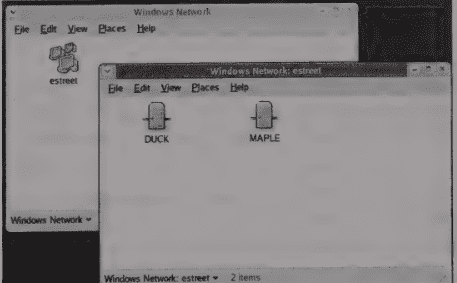 Windows Network
File Edit View Places Help
estreet
Windows Network: estreet
File Edit View Places Help
DUCK MAPLE
Windows Network
Windows Network: estreet 2 items